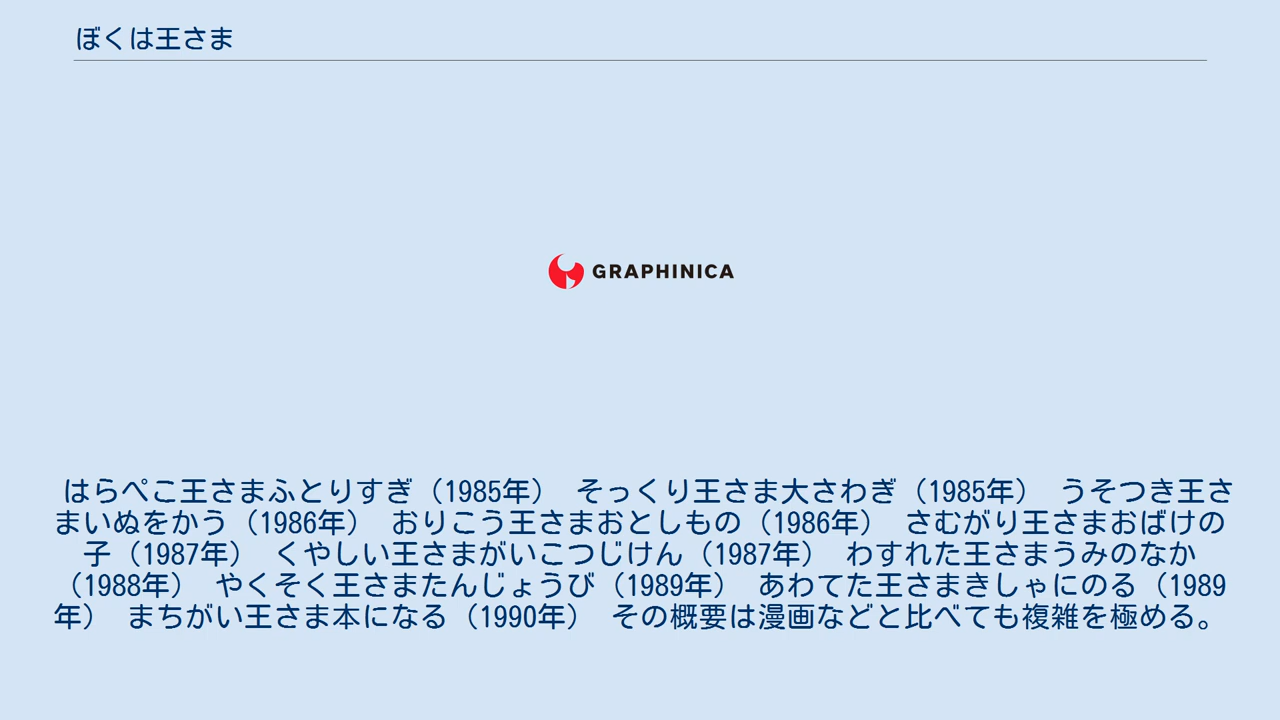 ぼくは王さま
GRAPHINICA
はらぺこ王さまふとりすぎ（1985年）　そっくり王さま大さわぎ（1985年）　うそつき王さ
まいぬをかう（1986年）　おりこう王さまおとしもの（1986年）　さむがり王さまおばけの
子（1987年）　くやしい王さまがいこつじけん（1987年）　わすれた王さまうみのなか
（1988年）　やくそく王さまたんじょうび（1989年）　あわてた王さまきしゃにのる（1989
年）　まちがい王さま本になる（1990年）　その概要は漫画などと比べても複雑を極める。